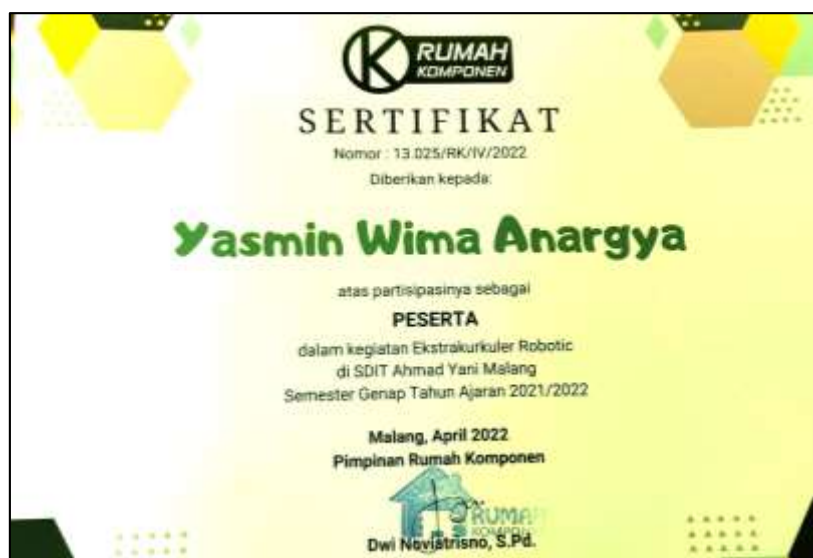 RUMAH
KOMPONEN
SERTIFIKAT
Nomor : 13.025/RK/IV/2022
Diberikan kepada:
Yasmin Wima Anargya
atas partisipasinya sebagai
PESERTA
dalam kegiatan Ekstrakurkuler Robotic
di SDIT Ahmad Yani Malang
Semester Genap Tahun Ajaran 2021/2022
Malang, April 2022
Pimpinan Rumah Komponen
RUMAH
KOMPONEN
Dwi Noviatrisno, S.Pd.